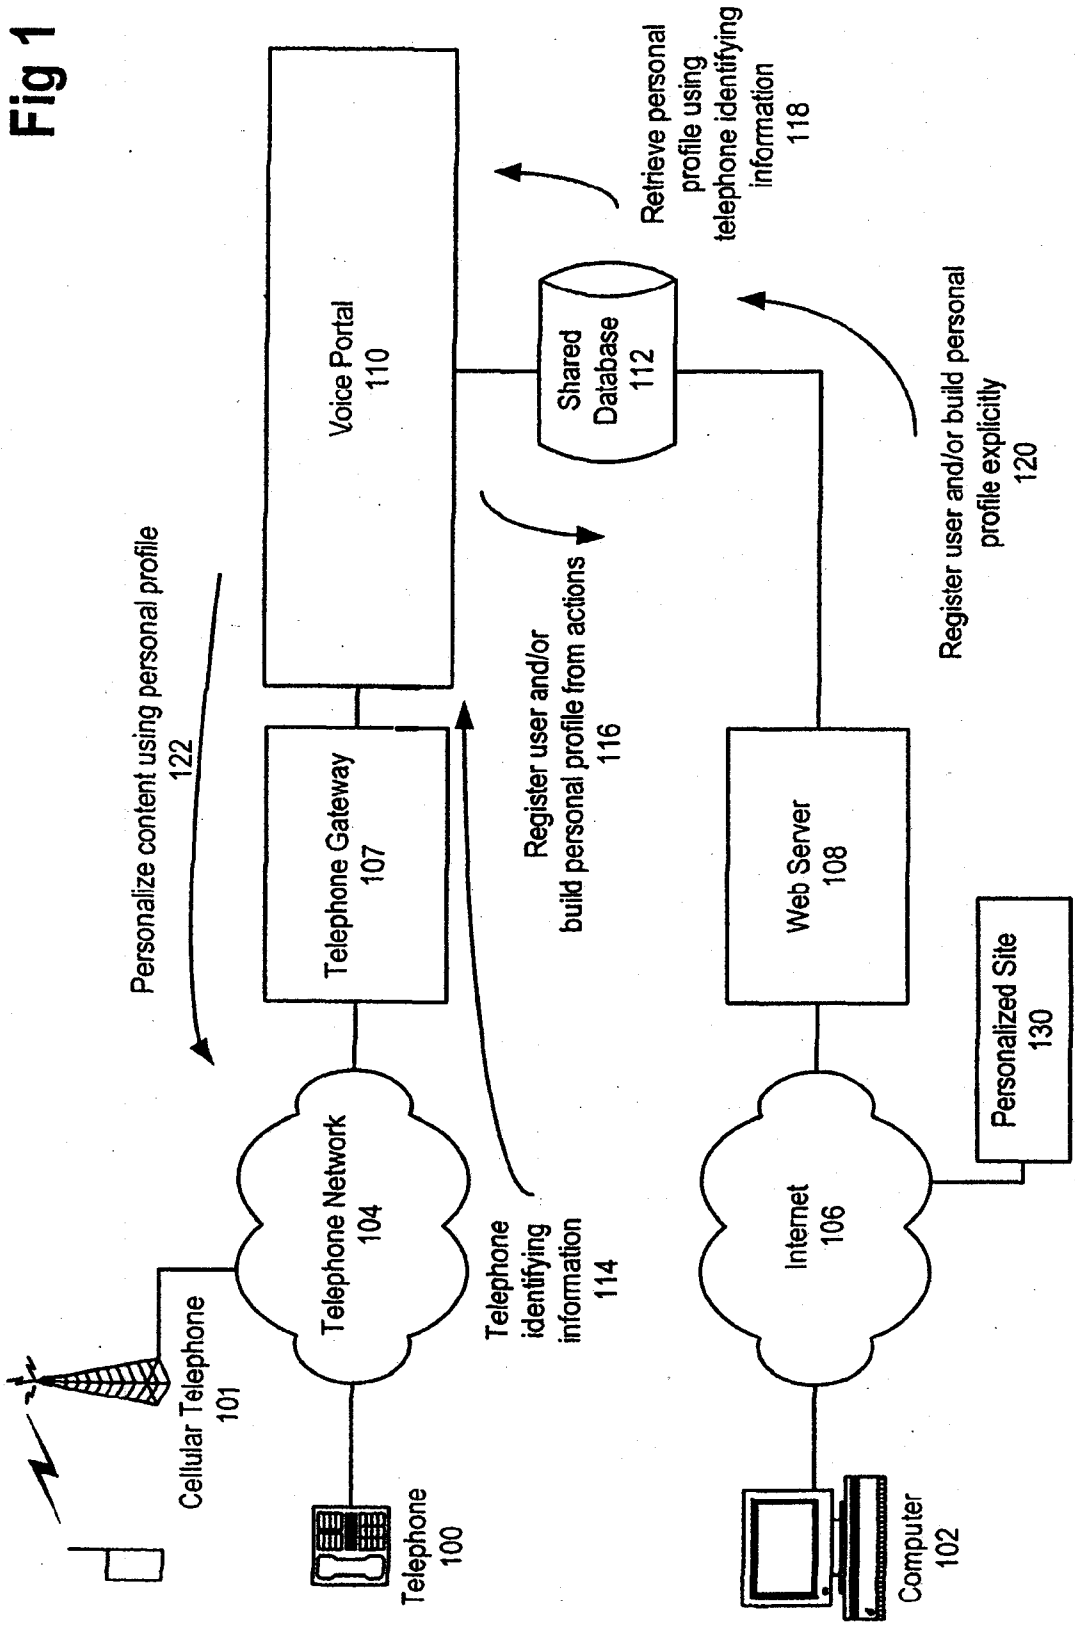 Fig 1
Cellular Telephone
101
Telephone
100
Telephone Network
104
Telephone Gateway
107
Voice Portal
110
Personalize content using personal profile
122
Telephone
identifying
information
114
Register user and/or
build personal profile from actions
116
Shared
Database
112
Retrieve personal
profile using
telephone identifying
information
118
Computer
102
Internet
106
Web Server
108
Personalized Site
130
Register user and/or build personal
profile explicitly
120